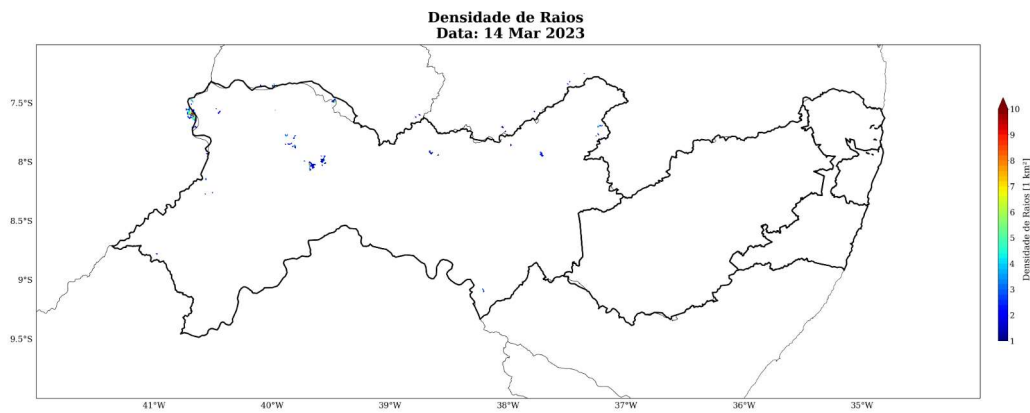 Densidade de Raios
Data: 14 Mar 2023
7.5°S
8°S
8.5°S
9°S
9.5°S
41°W
40°W
39°W
38°W
37°W
36°W
35°W
10
9
8
7
6
5
4
3
2
1
Densidade de Raios [1 km²]